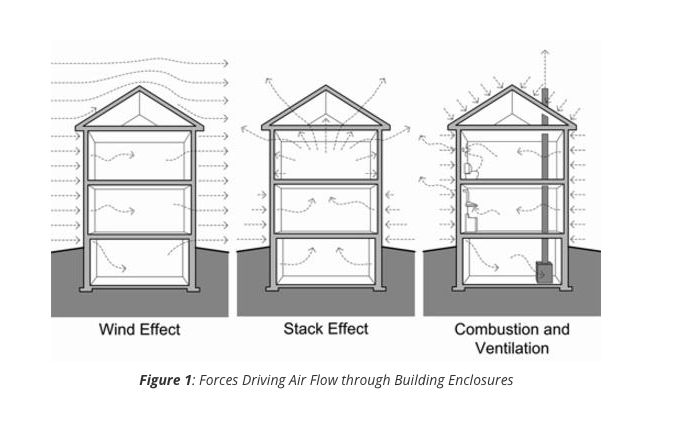 Wind Effect
Stack Effect
Combustion and
Ventilation
Figure 1: Forces Driving Air Flow through Building Enclosures